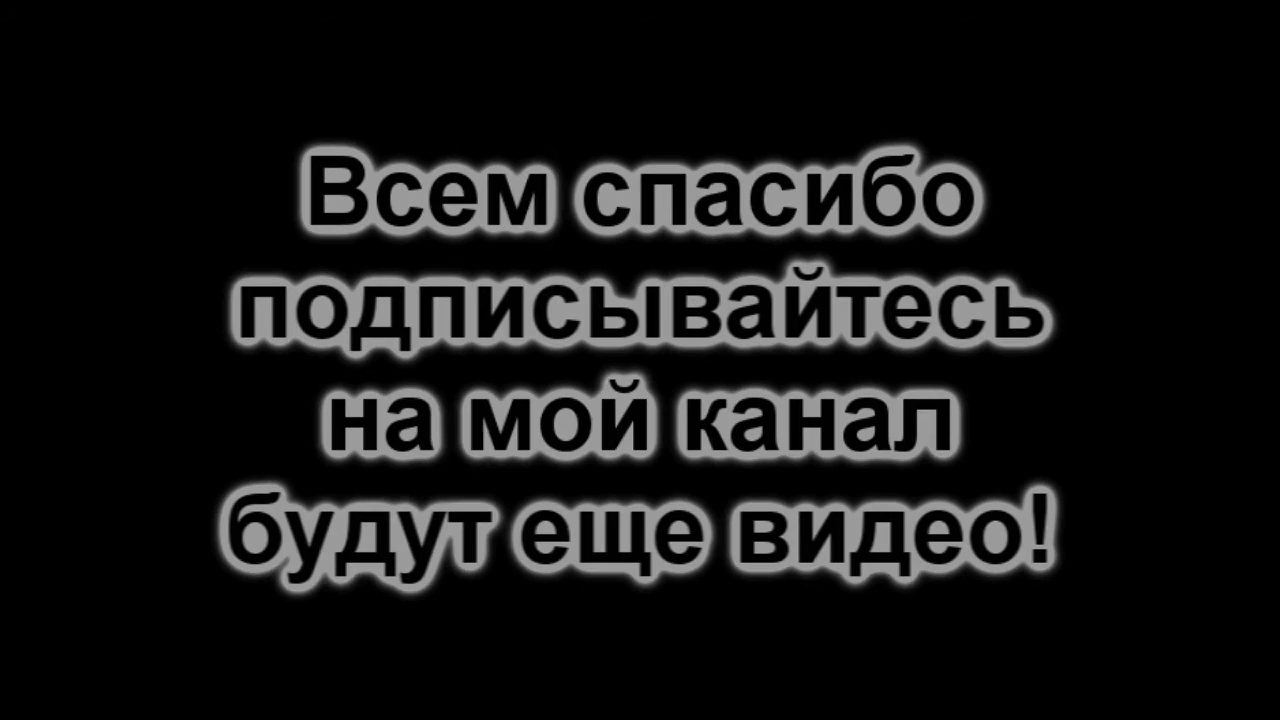 Всем спасибо
подписывайтесь
на мой канал
будут еще видео!